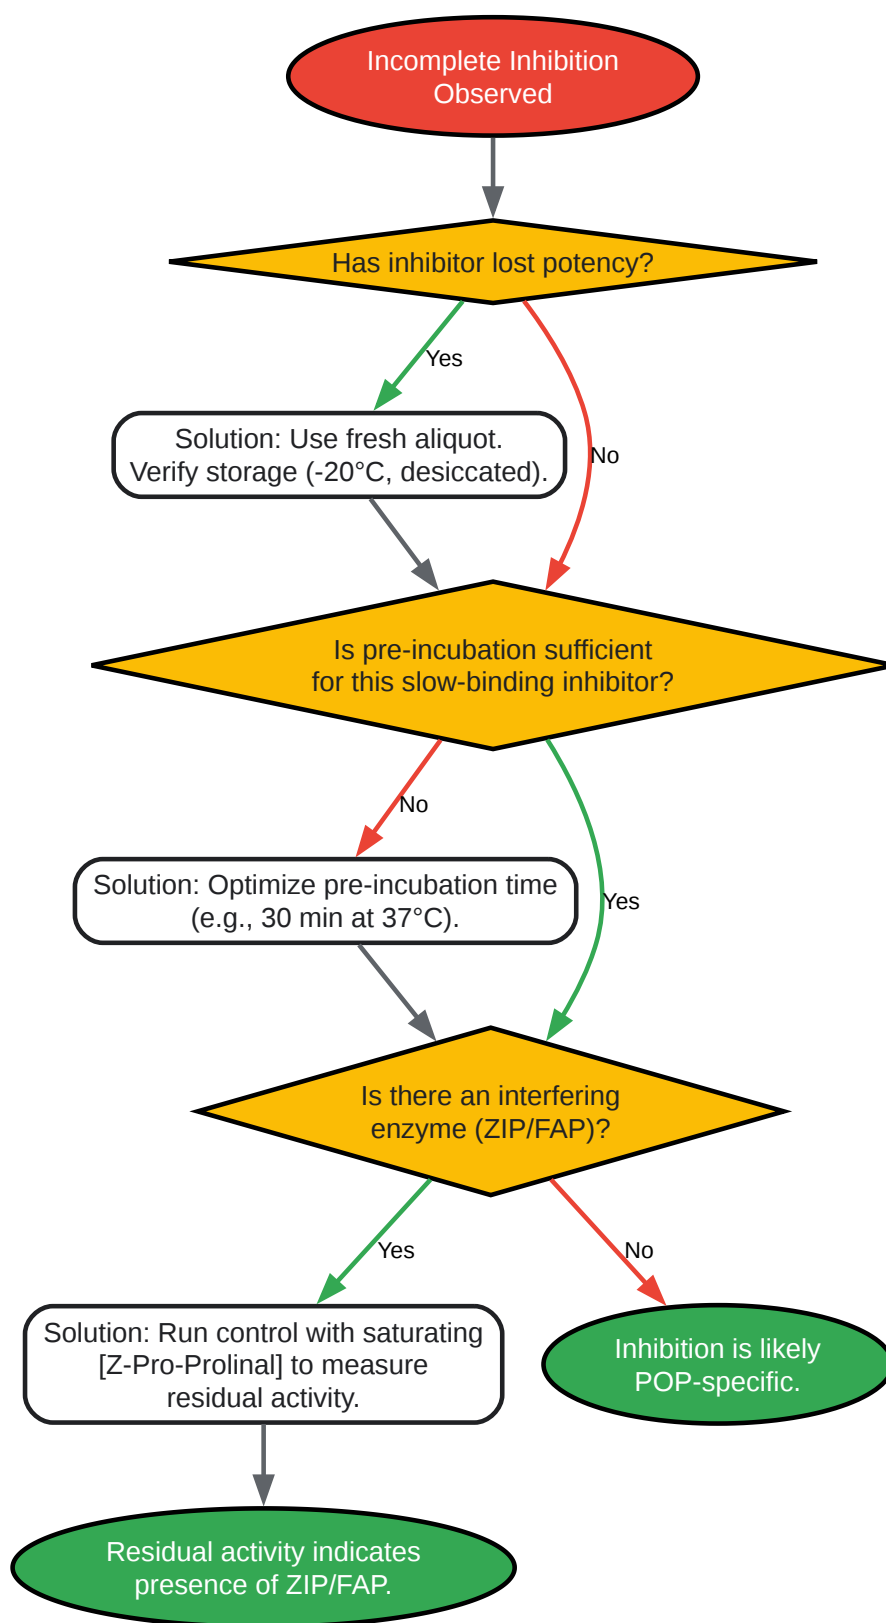 Incomplete Inhibition
Observed
Has inhibitor lost potency?
Yes
Solution: Use fresh aliquot.
Verify storage (-20°C, desiccated).
No
Is pre-incubation sufficient
for this slow-binding inhibitor?
No
Solution: Optimize pre-incubation time
(e.g., 30 min at 37°C).
Yes
Is there an interfering
enzyme (ZIP/FAP)?
Yes
No
Solution: Run control with saturating
[Z-Pro-Prolinal] to measure
residual activity.
Inhibition is likely
POP-specific.
Residual activity indicates
presence of ZIP/FAP.